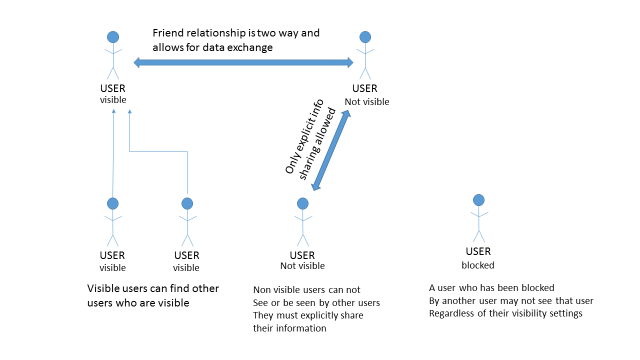 Friend relationship is two way and
allows for data exchange
USER
visible
USER
Not visible
Only explicit info
sharing allowed
USER
visible
USER
visible
USER
Not visible
USER
blocked
Visible users can find other
users who are visible
Non visible users can not
See or be seen by other users
They must explicitly share
their information
A user who has been blocked
By another user may not see that user
Regardless of their visibility settings